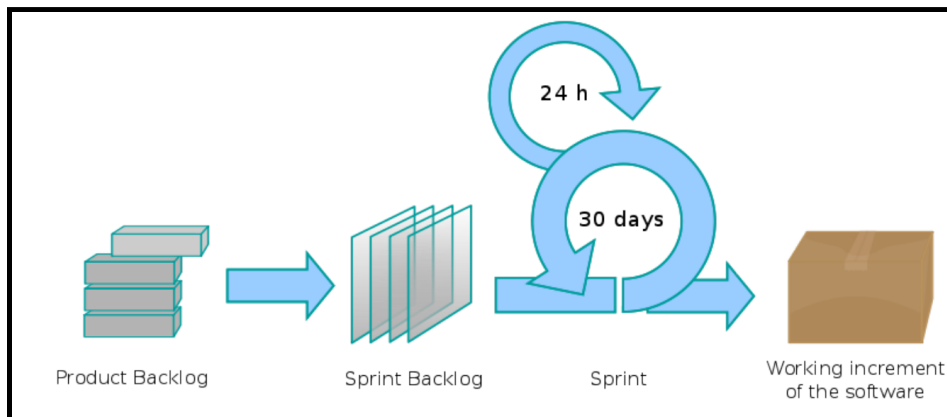 24 h
30 days
Product Backlog
Sprint Backlog
Sprint
Working increment
of the software